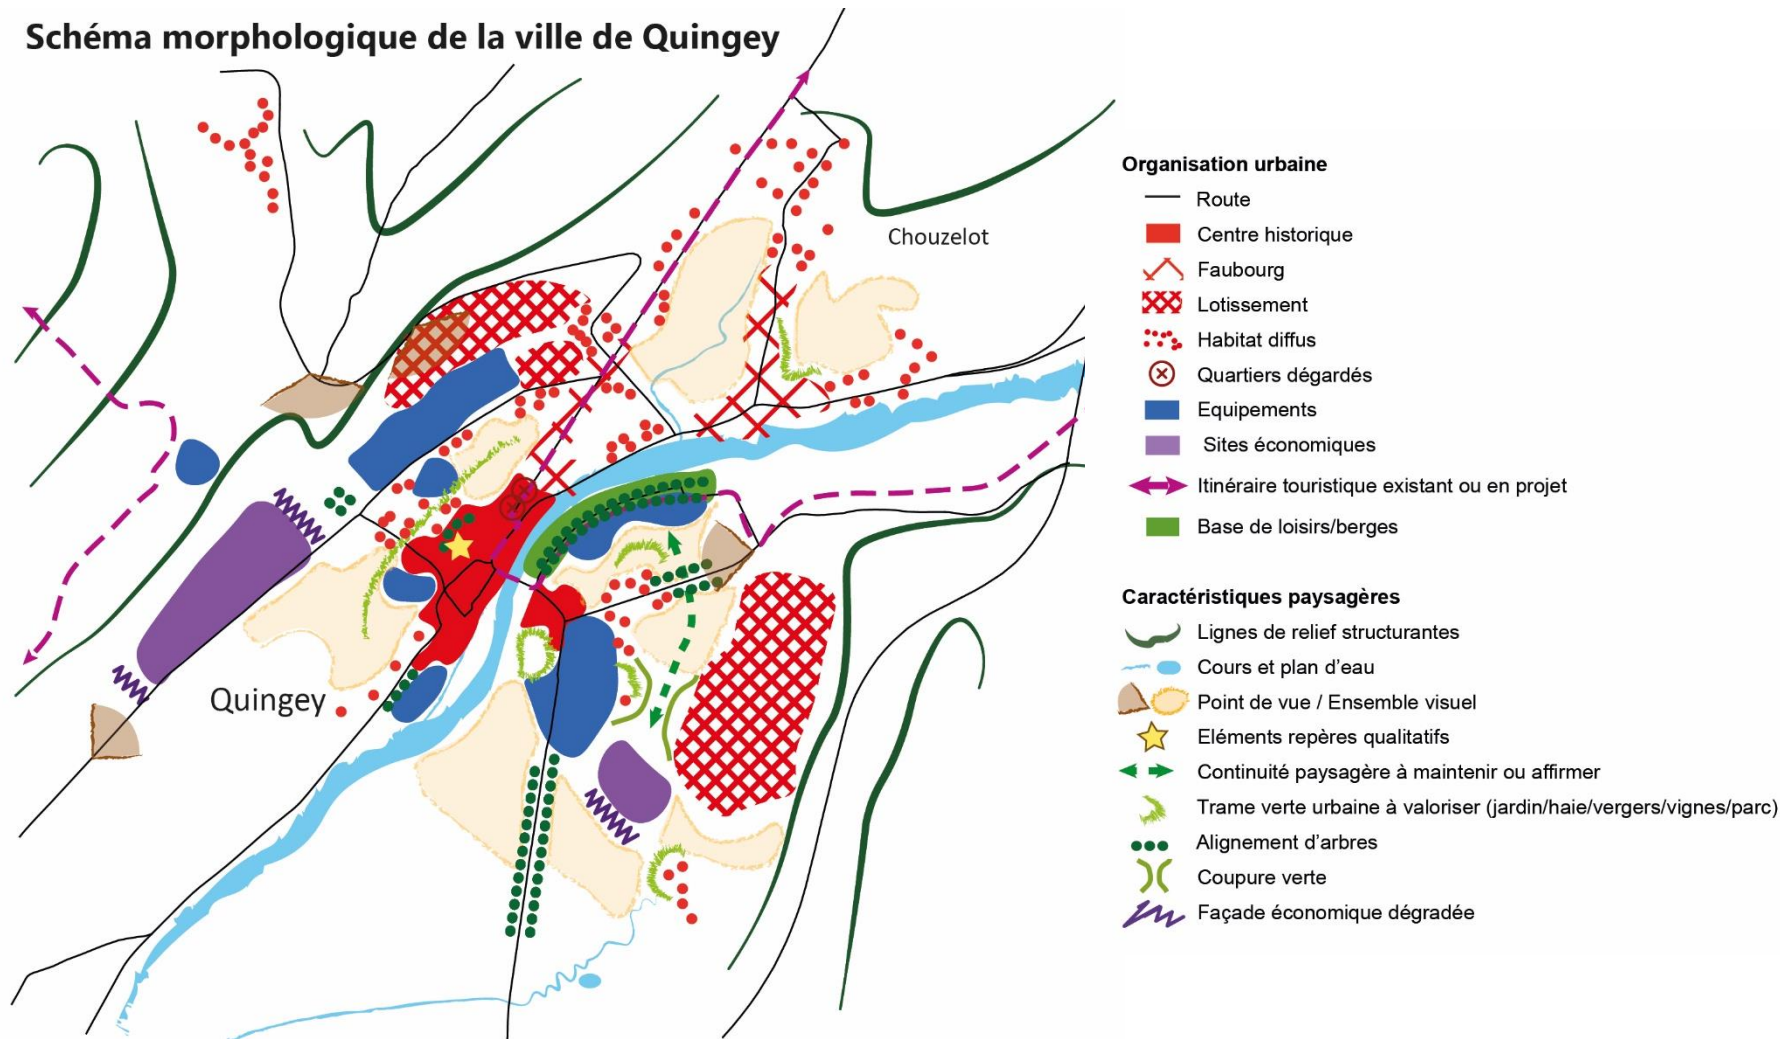 Schéma morphologique de la ville de Quingey
Chouzelot
Quingey
Organisation urbaine
Route
Centre historique
Faubourg
Lotissement
Habitat diffus
Quartiers dégardés
Equipements
Sites économiques
Itinéraire touristique existant ou en projet
Base de loisirs/berges
Caractéristiques paysagères
Lignes de relief structurantes
Cours et plan d'eau
Point de vue / Ensemble visuel
Eléments repères qualitatifs
Continuité paysagère à maintenir ou affirmer
Trame verte urbaine à valoriser (jardin/haie/vergers/vignes/parc)
Alignement d'arbres
Coupure verte
Façade économique dégradée